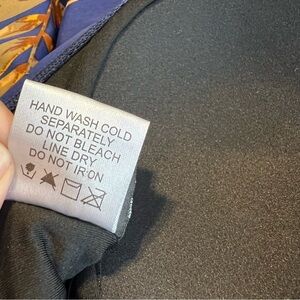 HAND WASH COLD
SEPARATELY
DO NOT BLEACH
LINE DRY
DO NOT IRON